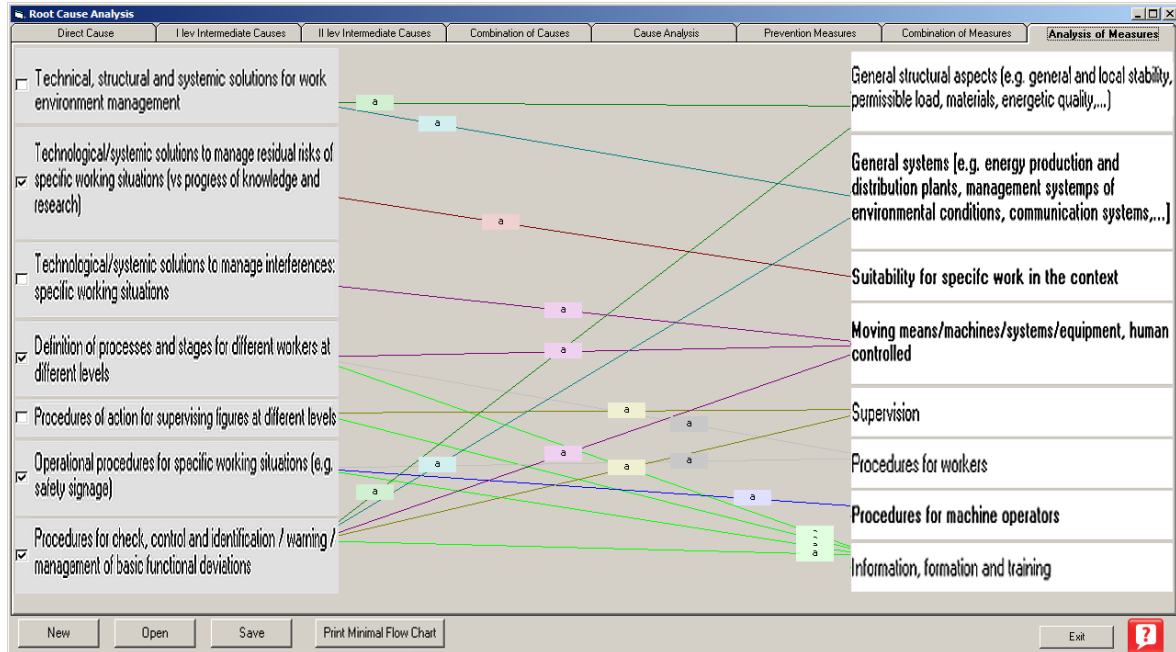 Root Cause Analysis
Direct Cause
I lev Intermediate Causes
II lev Intermediate Causes
Combination of Causes
Cause Analysis
Prevention Measures
Combination of Measures
Analysis of Measures
Technical, structural and systemic solutions for work
environment management
Technological/systemic solutions to manage residual risks of
specific working situations (vs progress of knowledge and
research)
Technological/systemic solutions to manage interferences:
specific working situations
Definition of processes and stages for different workers at
different levels
Procedures of action for supervising figures at different levels
Operational procedures for specific working situations (e.g.
safety signage)
Procedures for check, control and identification / warning /
management of basic functional deviations
a
a
a
a
a
a
a
a
a
a
a
a
a
a
General structural aspects (e.g. general and local stability,
permissible load, materials, energetic quality,...)
General systems [e.g. energy production and
distribution plants, management systemps of
environmental conditions, communication systems,...]
Suitability for specifc work in the context
Moving means/machines/systems/equipment, human
controlled
Supervision
Procedures for workers
Procedures for machine operators
Information, formation and training
New
Open
Save
Print Minimal Flow Chart
Exit
?